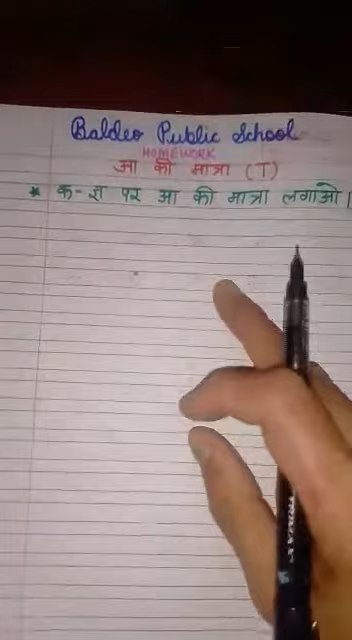 Baldeo Public School
HOMEWORK
आ की मात्रा (ा)
* क-ज्ञ पर आ की मात्रा लगाओ।